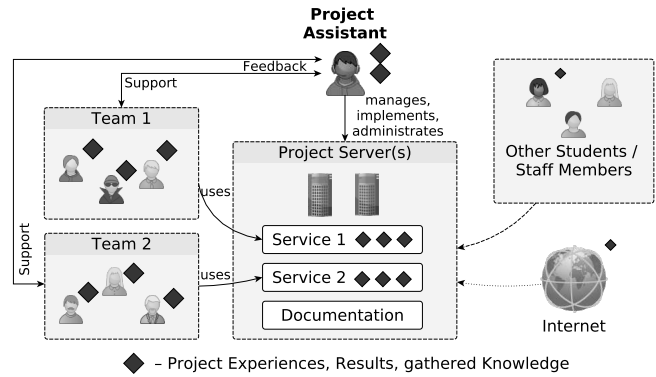 Project
Assistant
Feedback
Support
manages,
implements,
administrates
Team 1
Project Server(s)
Other Students /
Staff Members
uses
Service 1
Team 2
Support
uses
Service 2
Documentation
Internet
– Project Experiences, Results, gathered Knowledge